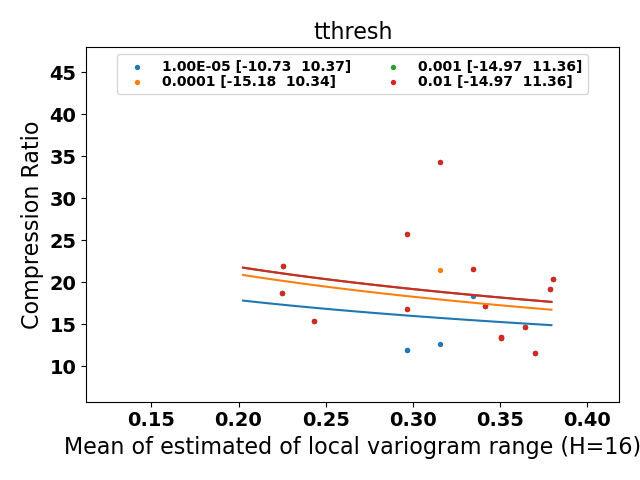 tthresh
1.00E-05 [-10.73  10.37]
0.0001 [-15.18  10.34]
0.001 [-14.97  11.36]
0.01 [-14.97  11.36]
45
40
35
30
25
20
15
10
Compression Ratio
0.15 0.20 0.25 0.30 0.35 0.40
Mean of estimated of local variogram range (H=16)